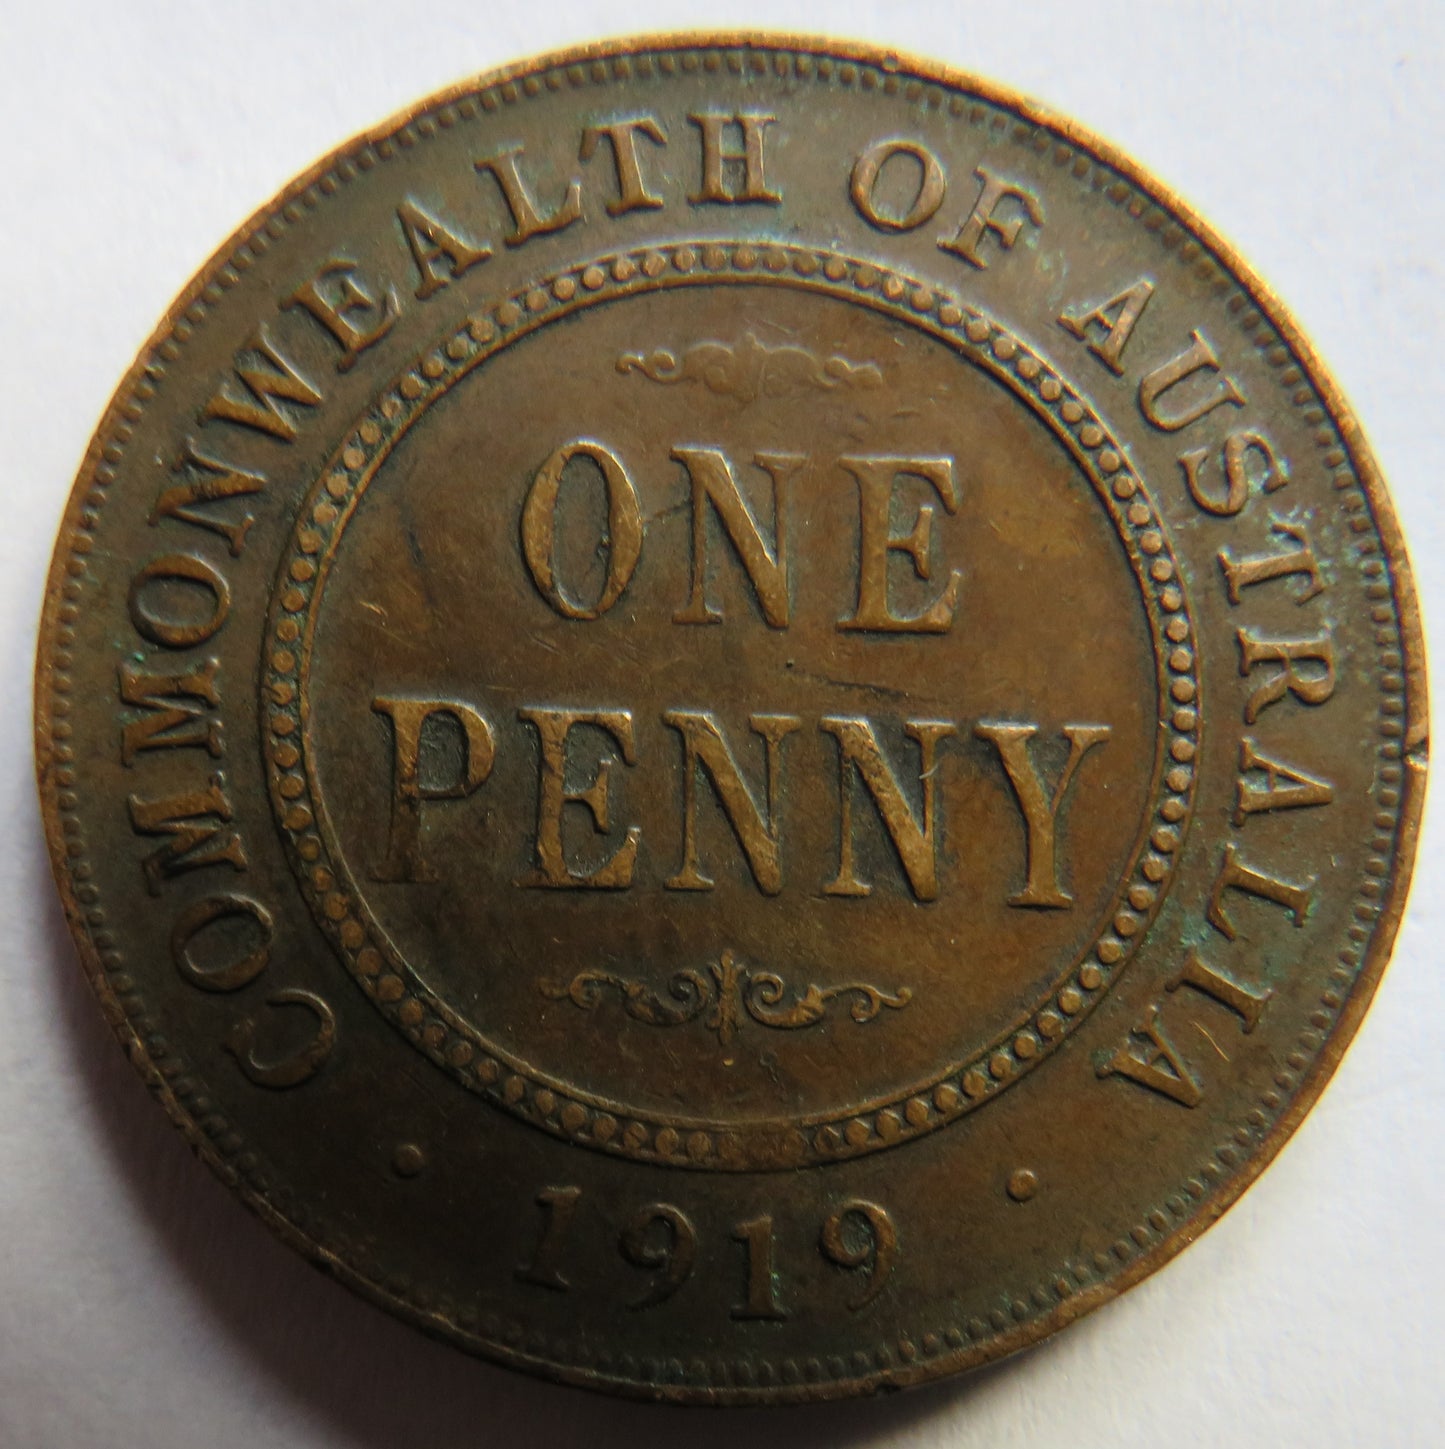 COMMONWEALTH OF AUSTRALIA
ONE
PENNY
· 1919 ·